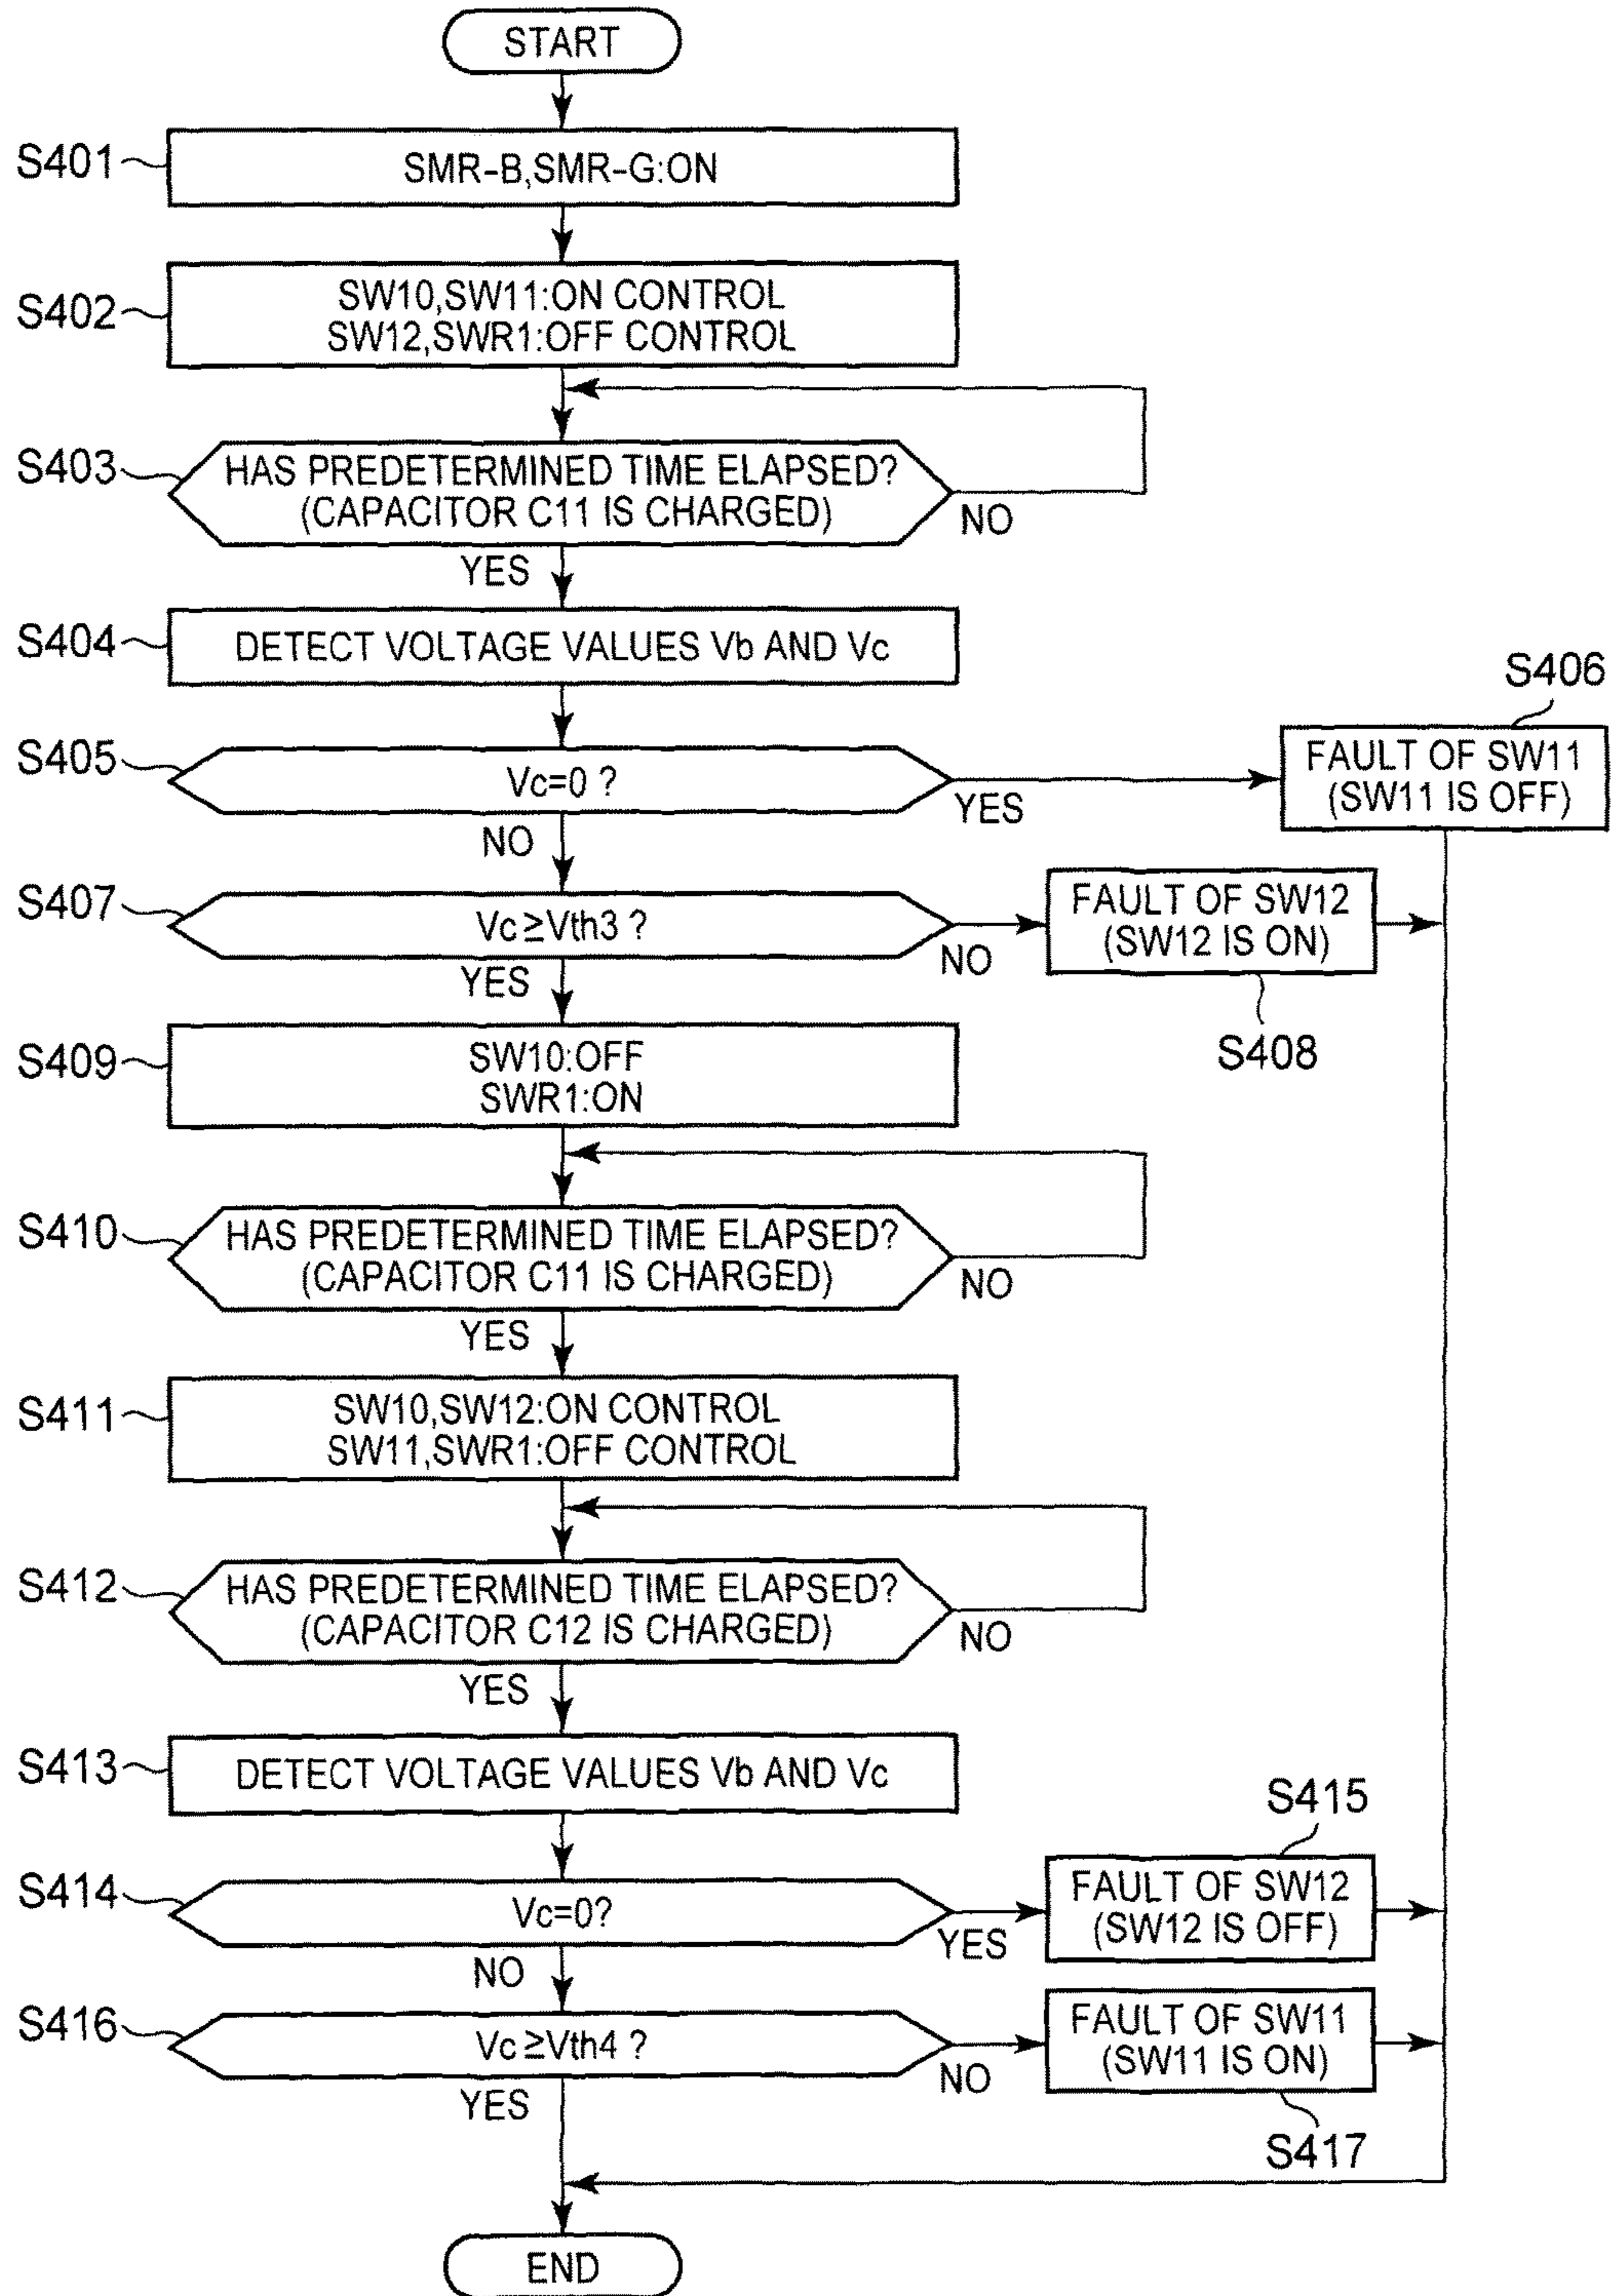 START
S401
SMR-B,SMR-G:ON
S402
SW10,SW11:ON CONTROL
SW12,SWR1:OFF CONTROL
S403
HAS PREDETERMINED TIME ELAPSED?
(CAPACITOR C11 IS CHARGED)
NO
YES
S404
DETECT VOLTAGE VALUES Vb AND Vc
S405
Vc=0 ?
YES
S406
FAULT OF SW11
(SW11 IS OFF)
NO
S407
Vc≥Vth3 ?
NO
FAULT OF SW12
(SW12 IS ON)
S408
YES
S409
SW10:OFF
SWR1:ON
S410
HAS PREDETERMINED TIME ELAPSED?
(CAPACITOR C11 IS CHARGED)
NO
YES
S411
SW10,SW12:ON CONTROL
SW11,SWR1:OFF CONTROL
S412
HAS PREDETERMINED TIME ELAPSED?
(CAPACITOR C12 IS CHARGED)
NO
YES
S413
DETECT VOLTAGE VALUES Vb AND Vc
S414
Vc=0?
YES
S415
FAULT OF SW12
(SW12 IS OFF)
NO
S416
Vc≥Vth4 ?
NO
FAULT OF SW11
(SW11 IS ON)
S417
YES
END